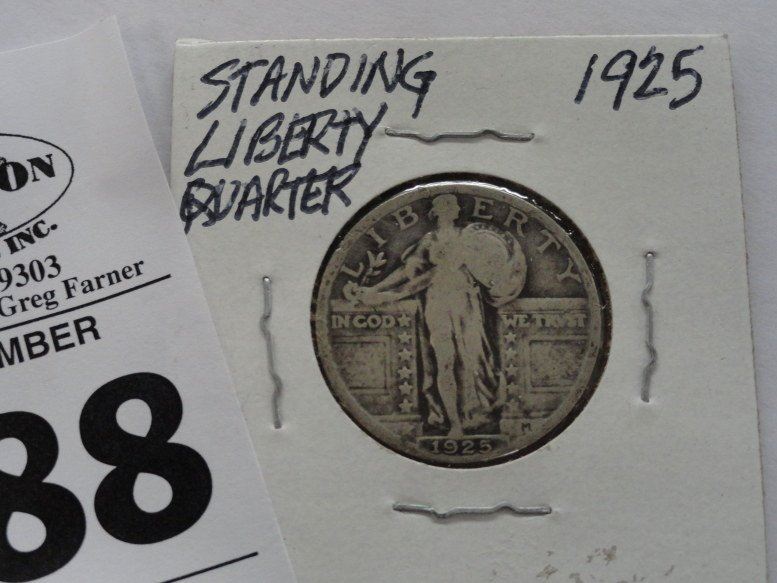 STANDING
LIBERTY
QUARTER
1925
LIBERTY
IN GOD WE TRUST
M
1925
ON
&
INC.
9303
Greg Farner
MBER
88